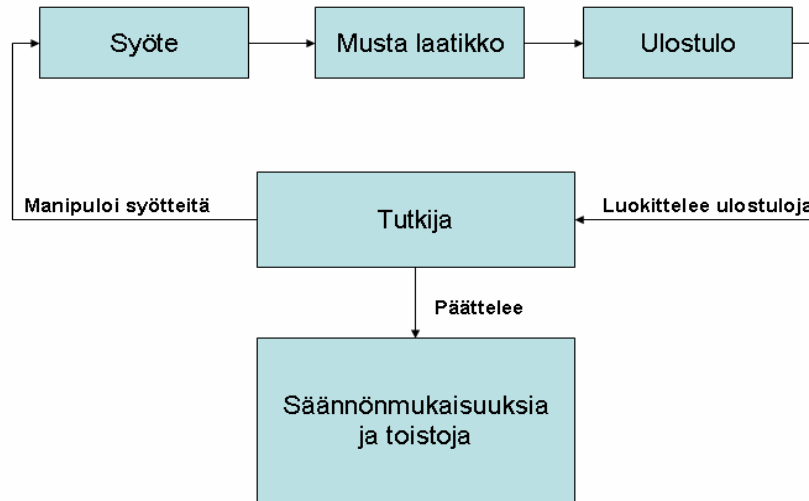 Syöte
Musta laatikko
Ulostulo
Manipuloi syötteitä
Tutkija
Luokittelee ulostuloja
Päättelee
Säännönmukaisuuksia
ja toistoja